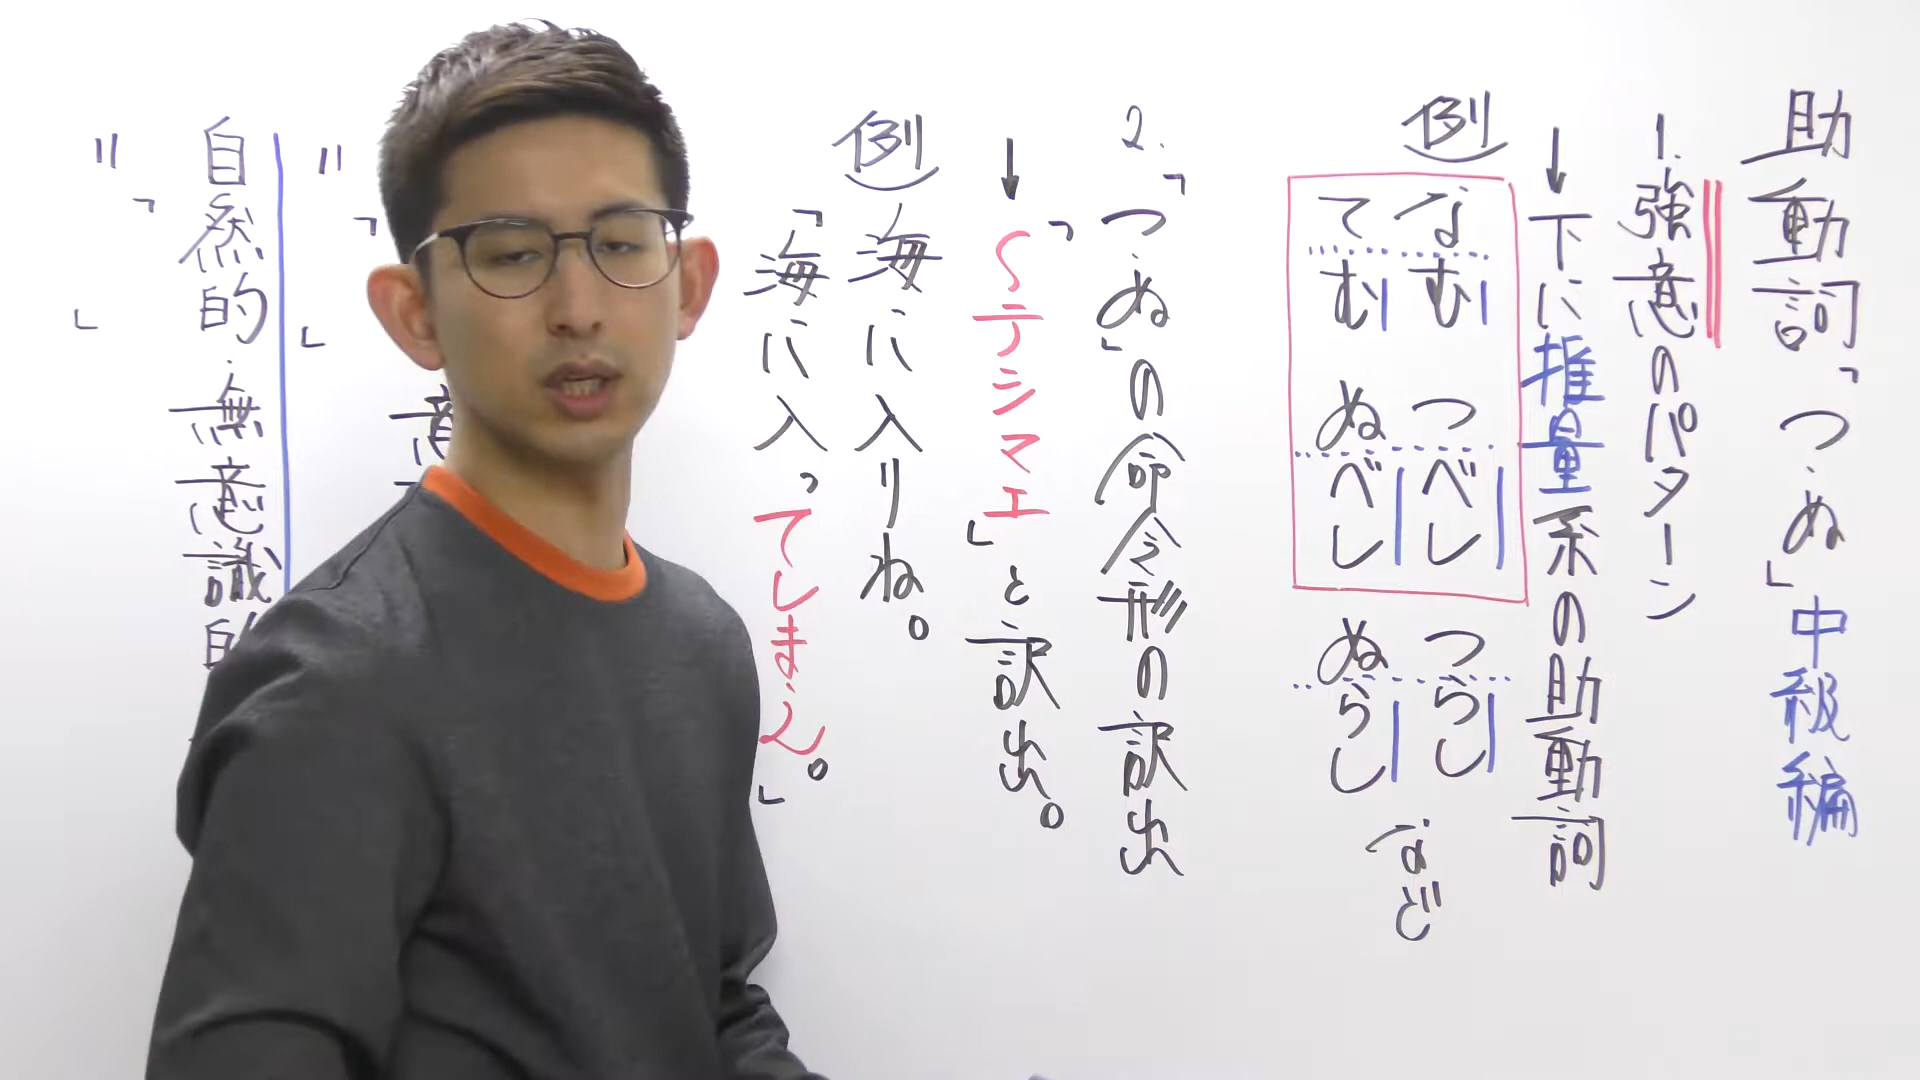 助動詞「つ・ぬ」中級編
1. 強意のパターン
↓下に推量系の助動詞
例 なむ つべし つらし など
てむ ぬべし ぬらし
2.「つ・ぬ」の命令形の訳出
↓「〜テシマエ」と訳出。
例 海に入りね。
「海に入ってしまえ。」
〃「 」意
自然的・無意識的
〃「 」